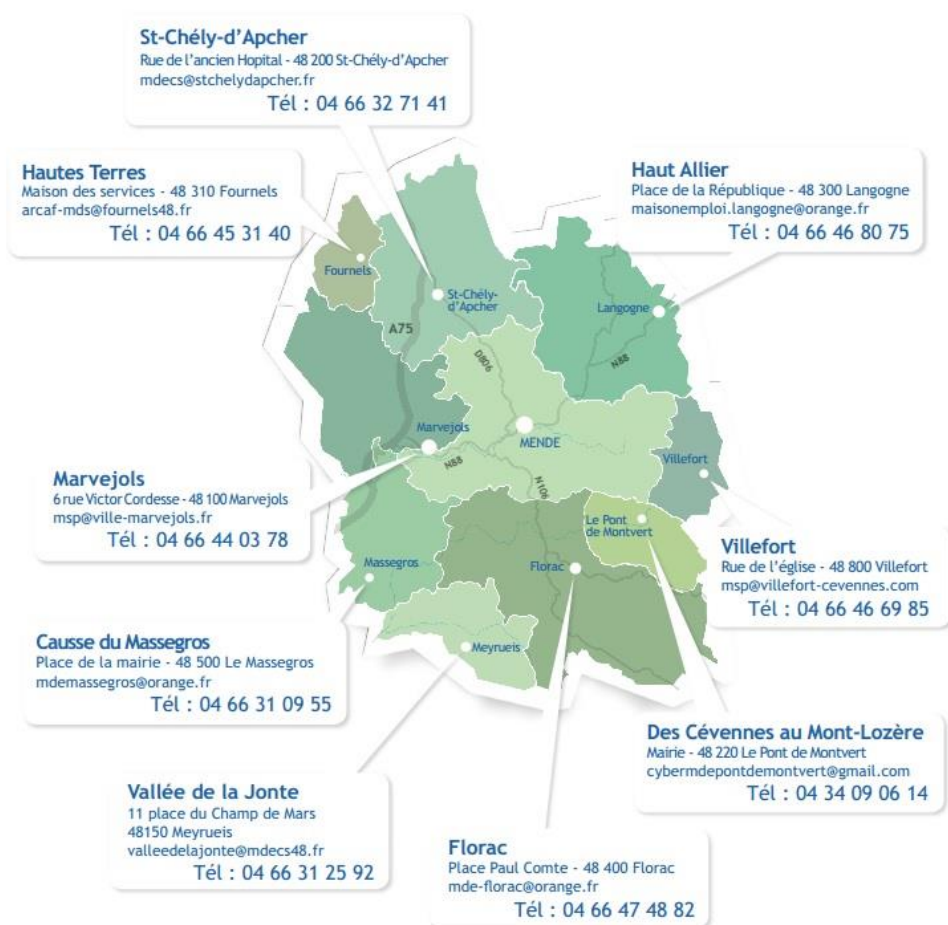 St-Chély-d’Apcher
Rue de l’ancien Hopital - 48 200 St-Chély-d’Apcher
mdecs@stchelydapcher.fr
Tél : 04 66 32 71 41
Hautes Terres
Maison des services - 48 310 Fournels
arcaf-mds@fournels48.fr
Tél : 04 66 45 31 40
Haut Allier
Place de la République - 48 300 Langogne
maisonemploi.langogne@orange.fr
Tél : 04 66 46 80 75
Fournels
St-Chély-
d’Apcher
Langogne
A75
D806
N88
Marvejols
MENDE
Villefort
N88
N106
Marvejols
6 rue Victor Cordesse - 48 100 Marvejols
msp@ville-marvejols.fr
Tél : 04 66 44 03 78
Le Pont
de Montvert
Massegros
Florac
Villefort
Rue de l’église - 48 800 Villefort
msp@villefort-cevennes.com
Tél : 04 66 46 69 85
Causse du Massegros
Place de la mairie - 48 500 Le Massegros
mdemassegros@orange.fr
Tél : 04 66 31 09 55
Meyrueis
Des Cévennes au Mont-Lozère
Mairie - 48 220 Le Pont de Montvert
cybermdepontdemontvert@gmail.com
Tél : 04 34 09 06 14
Vallée de la Jonte
11 place du Champ de Mars
48150 Meyrueis
valleedelajonte@mdecs48.fr
Tél : 04 66 31 25 92
Florac
Place Paul Comte - 48 400 Florac
mde-florac@orange.fr
Tél : 04 66 47 48 82